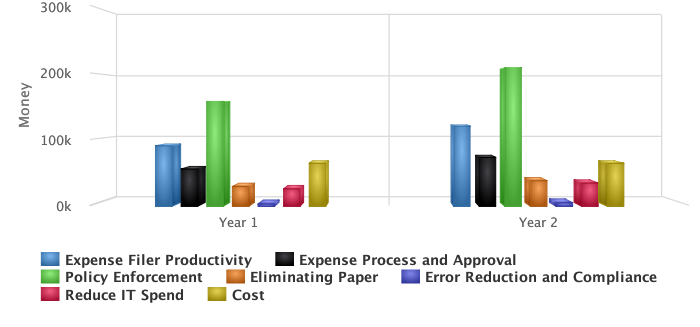 300k
200k
100k
0k
Money
Year 1
Year 2
Expense Filer Productivity
Expense Process and Approval
Policy Enforcement
Eliminating Paper
Error Reduction and Compliance
Reduce IT Spend
Cost